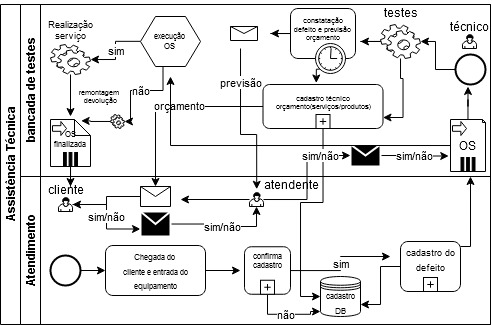 Assistência Técnica
bancada de testes
Realização
serviço
sim
execução
OS
não
remontagem
devolução
OS
finalizada
orçamento
previsão
constatação
defeito e previsão
orçamento
testes
técnico
cadastro técnico
orçamento(serviços/produtos)
sim/não
sim/não
OS
Atendimento
cliente
sim/não
atendente
sim/não
Chegada do
cliente e entrada do
equipamento
confirma
cadastro
sim
não
cadastro
DB
cadastro do
defeito